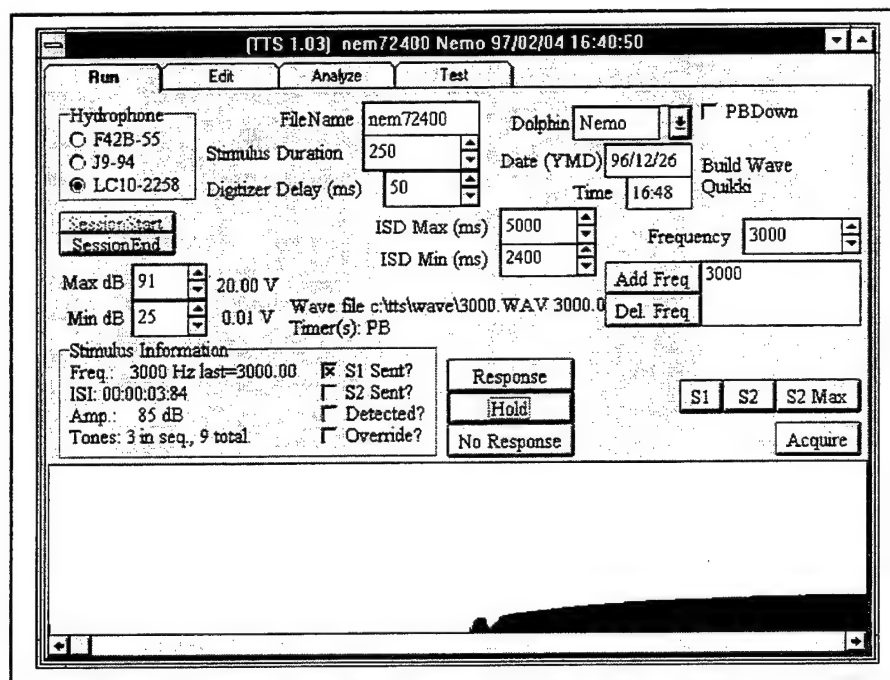 (TTS 1.03) nem72400 Nemo 97/02/04 16:40:50
Run Edit Analyze Test
Hydrophone
F42B-55
J9-94
LC10-2258
FileName nem72400
Stimulus Duration 250
Digitizer Delay (ms) 50
Dolphin Nemo
PBDown
Date (YMD) 96/12/26
Time 16:48
Build Wave
Quikki
SessionStart
SessionEnd
ISD Max (ms) 5000
ISD Min (ms) 2400
Frequency 3000
Add Freq 3000
Del. Freq
Max dB 91 20.00 V
Min dB 25 0.01 V
Wave file c:\tts\wave\3000.WAV 3000.0
Timer(s): PB
Stimulus Information
Freq.: 3000 Hz last=3000.00
ISI: 00:00:03:84
Amp.: 85 dB
Tones: 3 in seq., 9 total.
S1 Sent?
S2 Sent?
Detected?
Override?
Response
Hold
No Response
S1 S2 S2 Max
Acquire